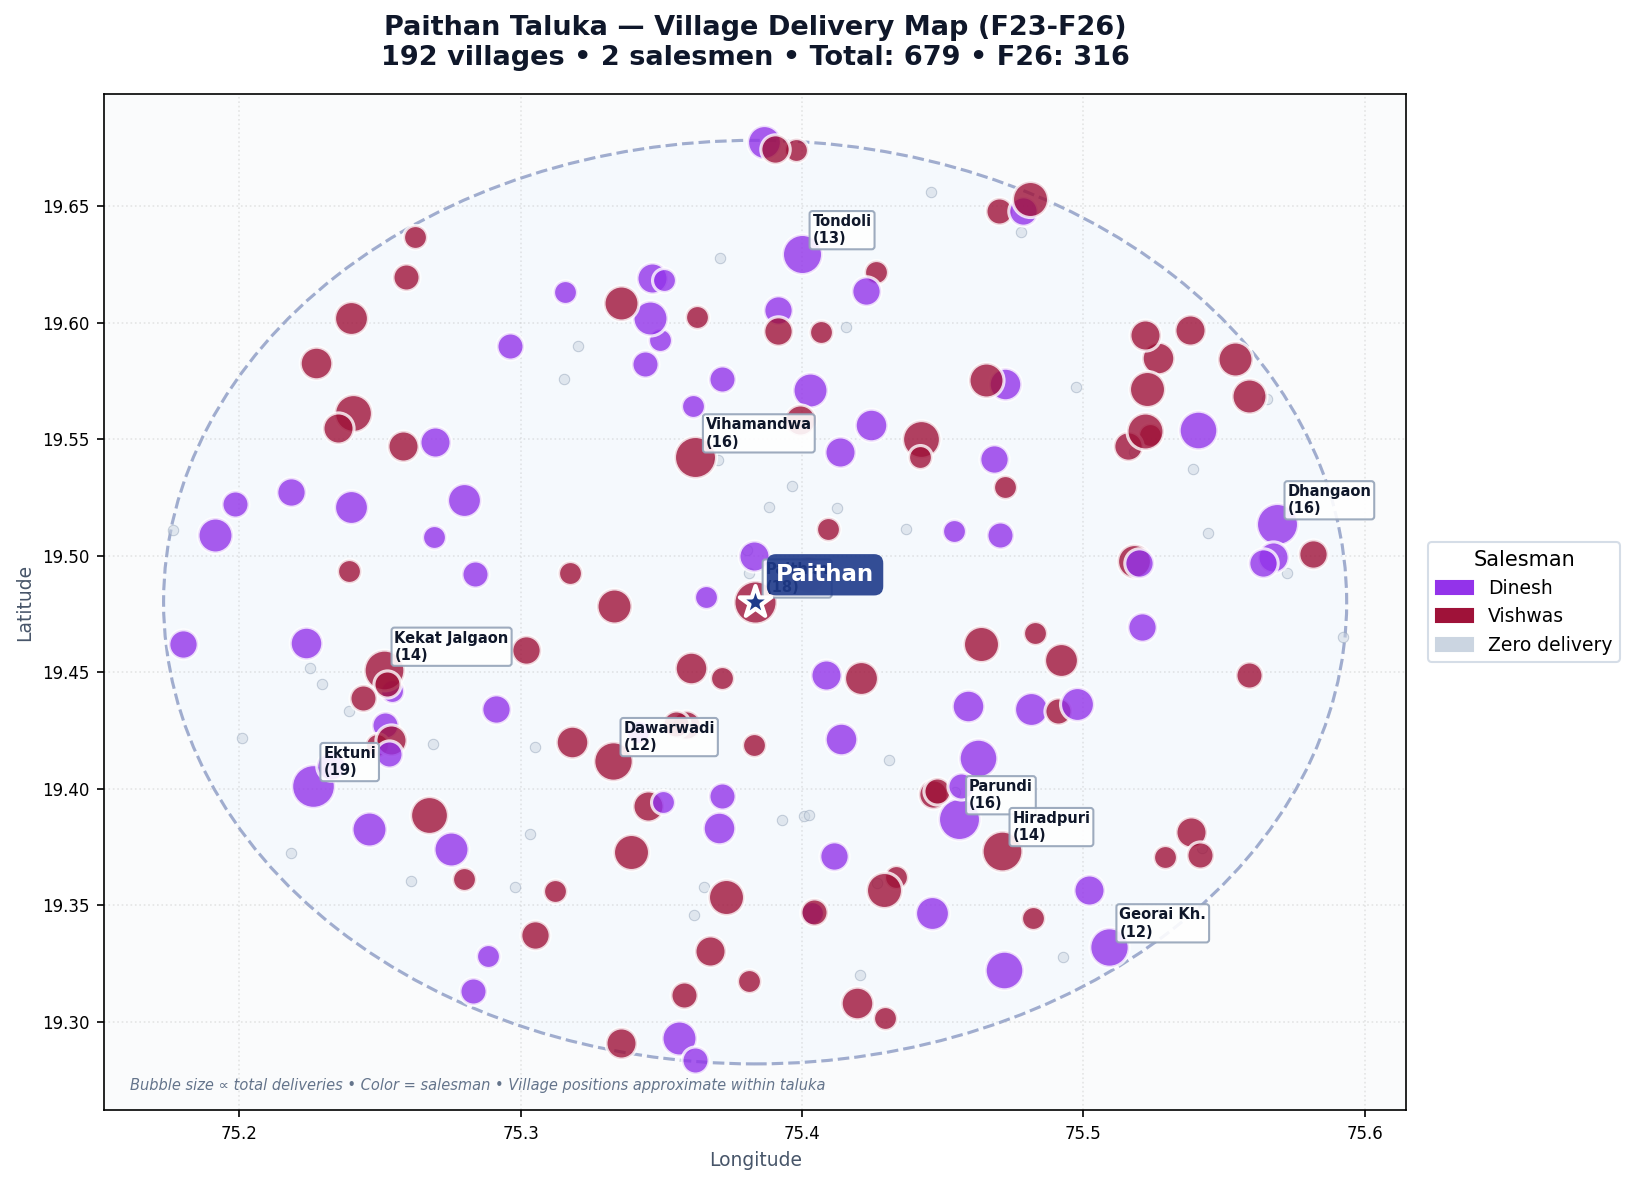 Paithan Taluka — Village Delivery Map (F23-F26)
192 villages • 2 salesmen • Total: 679 • F26: 316
Latitude
19.65
19.60
19.55
19.50
19.45
19.40
19.35
19.30
Tondoli
(13)
Vihamandwa
(16)
Dhangaon
(16)
Paithan
(18)
Kekat Jalgaon
(14)
Dawarwadi
(12)
Ektuni
(19)
Parundi
(16)
Hiradpuri
(14)
Georai Kh.
(12)
Salesman
Dinesh
Vishwas
Zero delivery
Bubble size ∝ total deliveries • Color = salesman • Village positions approximate within taluka
75.2
75.3
75.4
75.5
75.6
Longitude